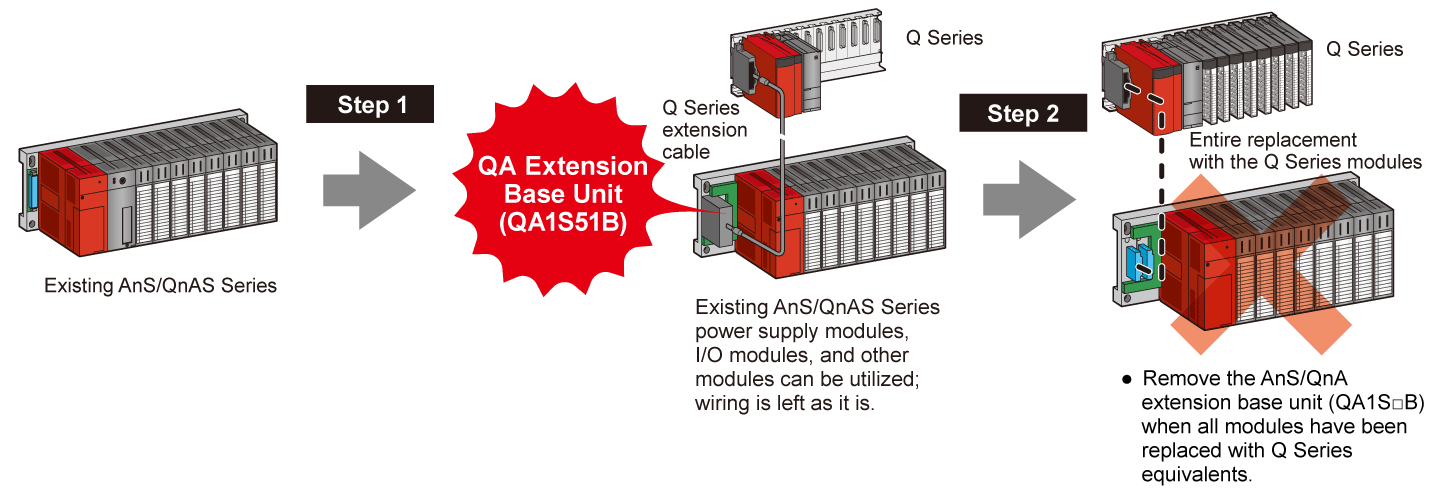 Existing AnS/QnAS Series
Step 1
QA Extension
Base Unit
(QA1S51B)
Q Series
Q Series
extension
cable
Existing AnS/QnAS Series
power supply modules,
I/O modules, and other
modules can be utilized;
wiring is left as it is.
Step 2
Q Series
Entire replacement
with the Q Series modules
● Remove the AnS/QnA
extension base unit (QA1S□B)
when all modules have been
replaced with Q Series
equivalents.